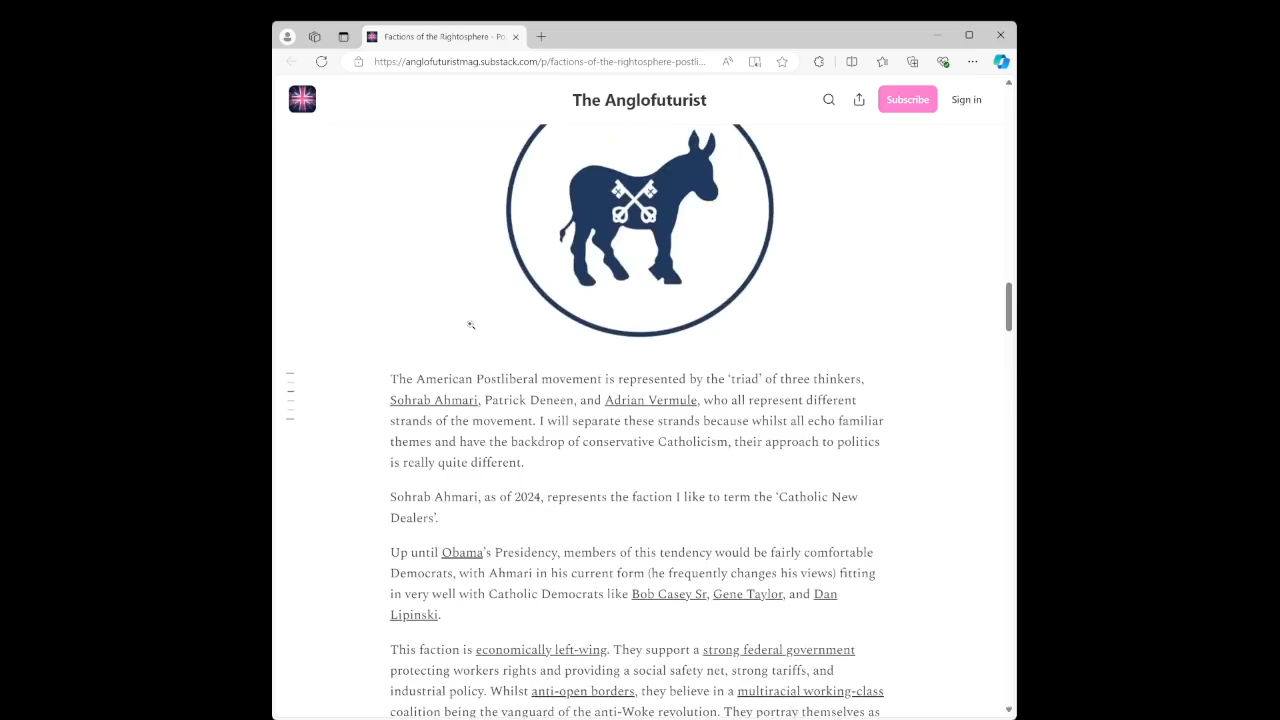 Factions of the Rightosphere - Po
https://anglofuturistmag.substack.com/p/factions-of-the-rightosphere-postli...
The Anglofuturist
Subscribe
Sign in
The American Postliberal movement is represented by the ‘triad’ of three thinkers,
Sohrab Ahmari, Patrick Deneen, and Adrian Vermule, who all represent different
strands of the movement. I will separate these strands because whilst all echo familiar
themes and have the backdrop of conservative Catholicism, their approach to politics
is really quite different.
Sohrab Ahmari, as of 2024, represents the faction I like to term the ‘Catholic New
Dealers’.
Up until Obama’s Presidency, members of this tendency would be fairly comfortable
Democrats, with Ahmari in his current form (he frequently changes his views) fitting
in very well with Catholic Democrats like Bob Casey Sr, Gene Taylor, and Dan
Lipinski.
This faction is economically left-wing. They support a strong federal government
protecting workers rights and providing a social safety net, strong tariffs, and
industrial policy. Whilst anti-open borders, they believe in a multiracial working-class
coalition being the vanguard of the anti-Woke revolution. They portray themselves as